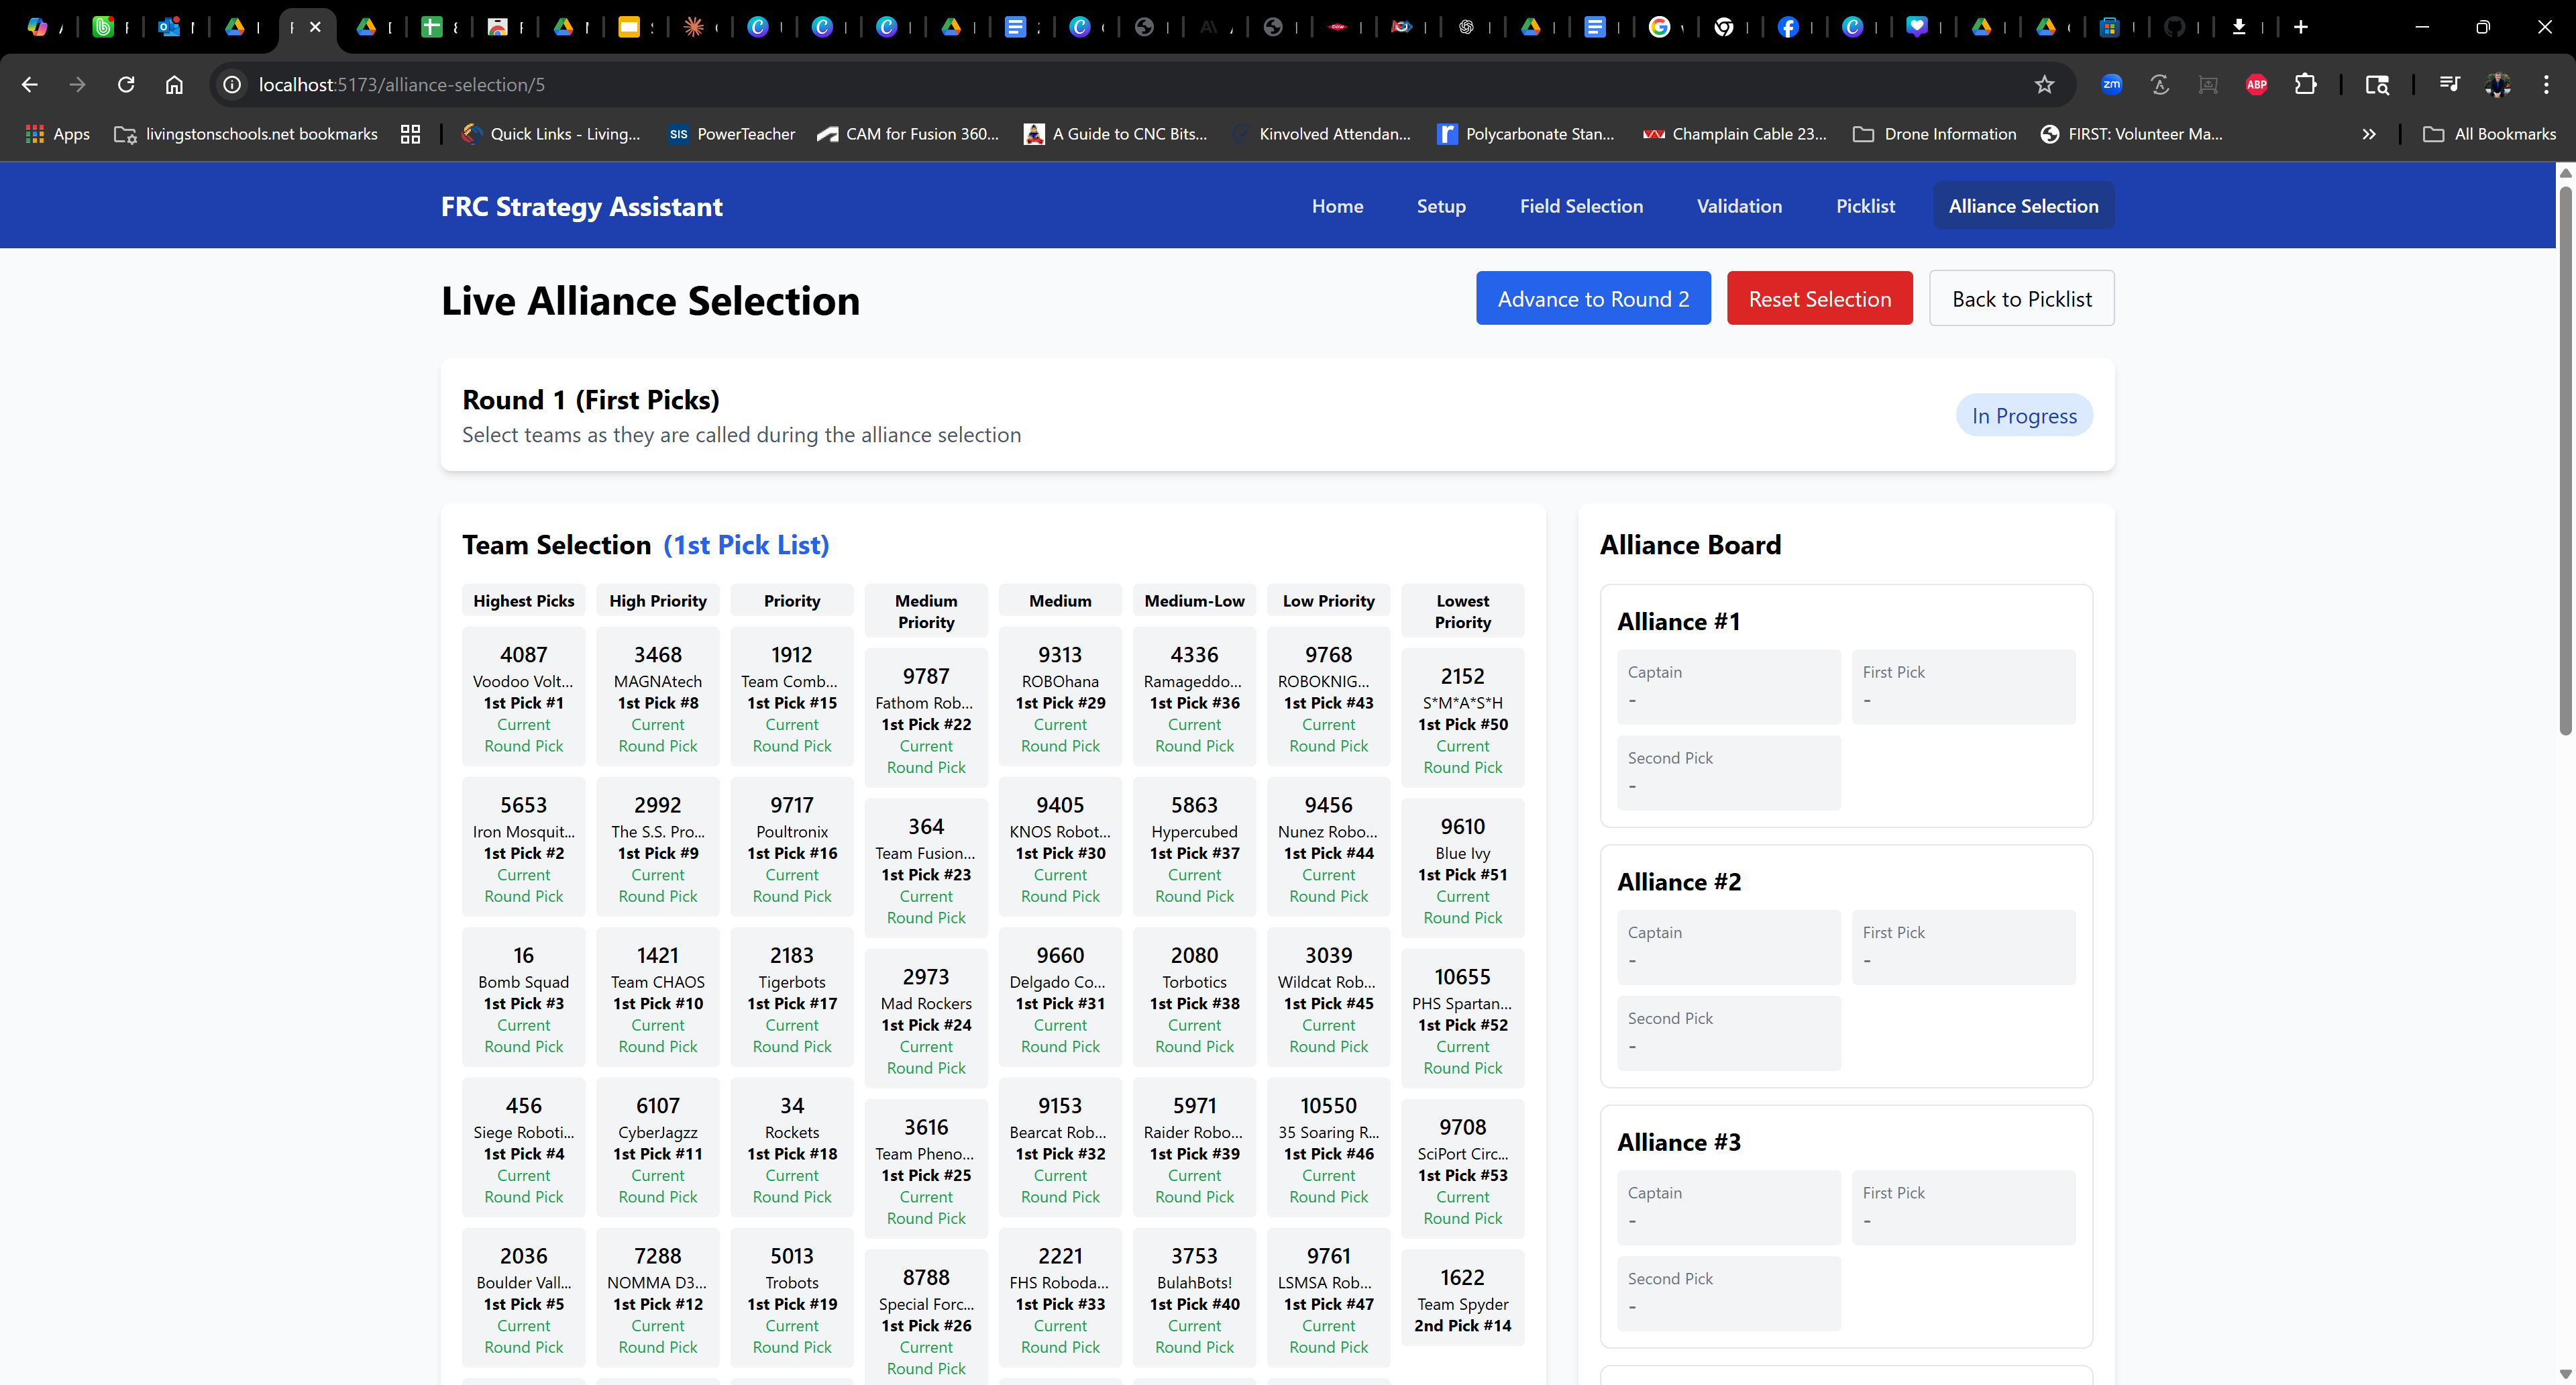 localhost:5173/alliance-selection/5
Apps
livingstonschools.net bookmarks
Quick Links - Living...
SIS
PowerTeacher
CAM for Fusion 360...
A Guide to CNC Bits...
Kinvolved Attendan...
Polycarbonate Stan...
Champlain Cable 23...
Drone Information
FIRST: Volunteer Ma...
All Bookmarks
zm
ABP
FRC Strategy Assistant
Home
Setup
Field Selection
Validation
Picklist
Alliance Selection
Live Alliance Selection
Advance to Round 2
Reset Selection
Back to Picklist
Round 1 (First Picks)
Select teams as they are called during the alliance selection
In Progress
Team Selection (1st Pick List)
Highest Picks
4087
Voodoo Volt...
1st Pick #1
Current
Round Pick
5653
Iron Mosquit...
1st Pick #2
Current
Round Pick
16
Bomb Squad
1st Pick #3
Current
Round Pick
456
Siege Roboti...
1st Pick #4
Current
Round Pick
2036
Boulder Vall...
1st Pick #5
Current
Round Pick
High Priority
3468
MAGNAtech
1st Pick #8
Current
Round Pick
2992
The S.S. Pro...
1st Pick #9
Current
Round Pick
1421
Team CHAOS
1st Pick #10
Current
Round Pick
6107
CyberJagzz
1st Pick #11
Current
Round Pick
7288
NOMMA D3...
1st Pick #12
Current
Round Pick
Priority
1912
Team Comb...
1st Pick #15
Current
Round Pick
9717
Poultronix
1st Pick #16
Current
Round Pick
2183
Tigerbots
1st Pick #17
Current
Round Pick
34
Rockets
1st Pick #18
Current
Round Pick
5013
Trobots
1st Pick #19
Current
Round Pick
Medium
Priority
9787
Fathom Rob...
1st Pick #22
Current
Round Pick
364
Team Fusion...
1st Pick #23
Current
Round Pick
2973
Mad Rockers
1st Pick #24
Current
Round Pick
3616
Team Pheno...
1st Pick #25
Current
Round Pick
8788
Special Forc...
1st Pick #26
Current
Round Pick
Medium
9313
ROBOhana
1st Pick #29
Current
Round Pick
9405
KNOS Robot...
1st Pick #30
Current
Round Pick
9660
Delgado Co...
1st Pick #31
Current
Round Pick
9153
Bearcat Rob...
1st Pick #32
Current
Round Pick
2221
FHS Roboda...
1st Pick #33
Current
Round Pick
Medium-Low
4336
Ramageddo...
1st Pick #36
Current
Round Pick
5863
Hypercubed
1st Pick #37
Current
Round Pick
2080
Torbotics
1st Pick #38
Current
Round Pick
5971
Raider Robo...
1st Pick #39
Current
Round Pick
3753
BulahBots!
1st Pick #40
Current
Round Pick
Low Priority
9768
ROBOKNIG...
1st Pick #43
Current
Round Pick
9456
Nunez Robo...
1st Pick #44
Current
Round Pick
3039
Wildcat Rob...
1st Pick #45
Current
Round Pick
10550
35 Soaring R...
1st Pick #46
Current
Round Pick
9761
LSMSA Rob...
1st Pick #47
Current
Round Pick
Lowest
Priority
2152
S*M*A*S*H
1st Pick #50
Current
Round Pick
9610
Blue Ivy
1st Pick #51
Current
Round Pick
10655
PHS Spartan...
1st Pick #52
Current
Round Pick
9708
SciPort Circ...
1st Pick #53
Current
Round Pick
1622
Team Spyder
2nd Pick #14
Alliance Board
Alliance #1
Captain
-
First Pick
-
Second Pick
-
Alliance #2
Captain
-
First Pick
-
Second Pick
-
Alliance #3
Captain
-
First Pick
-
Second Pick
-